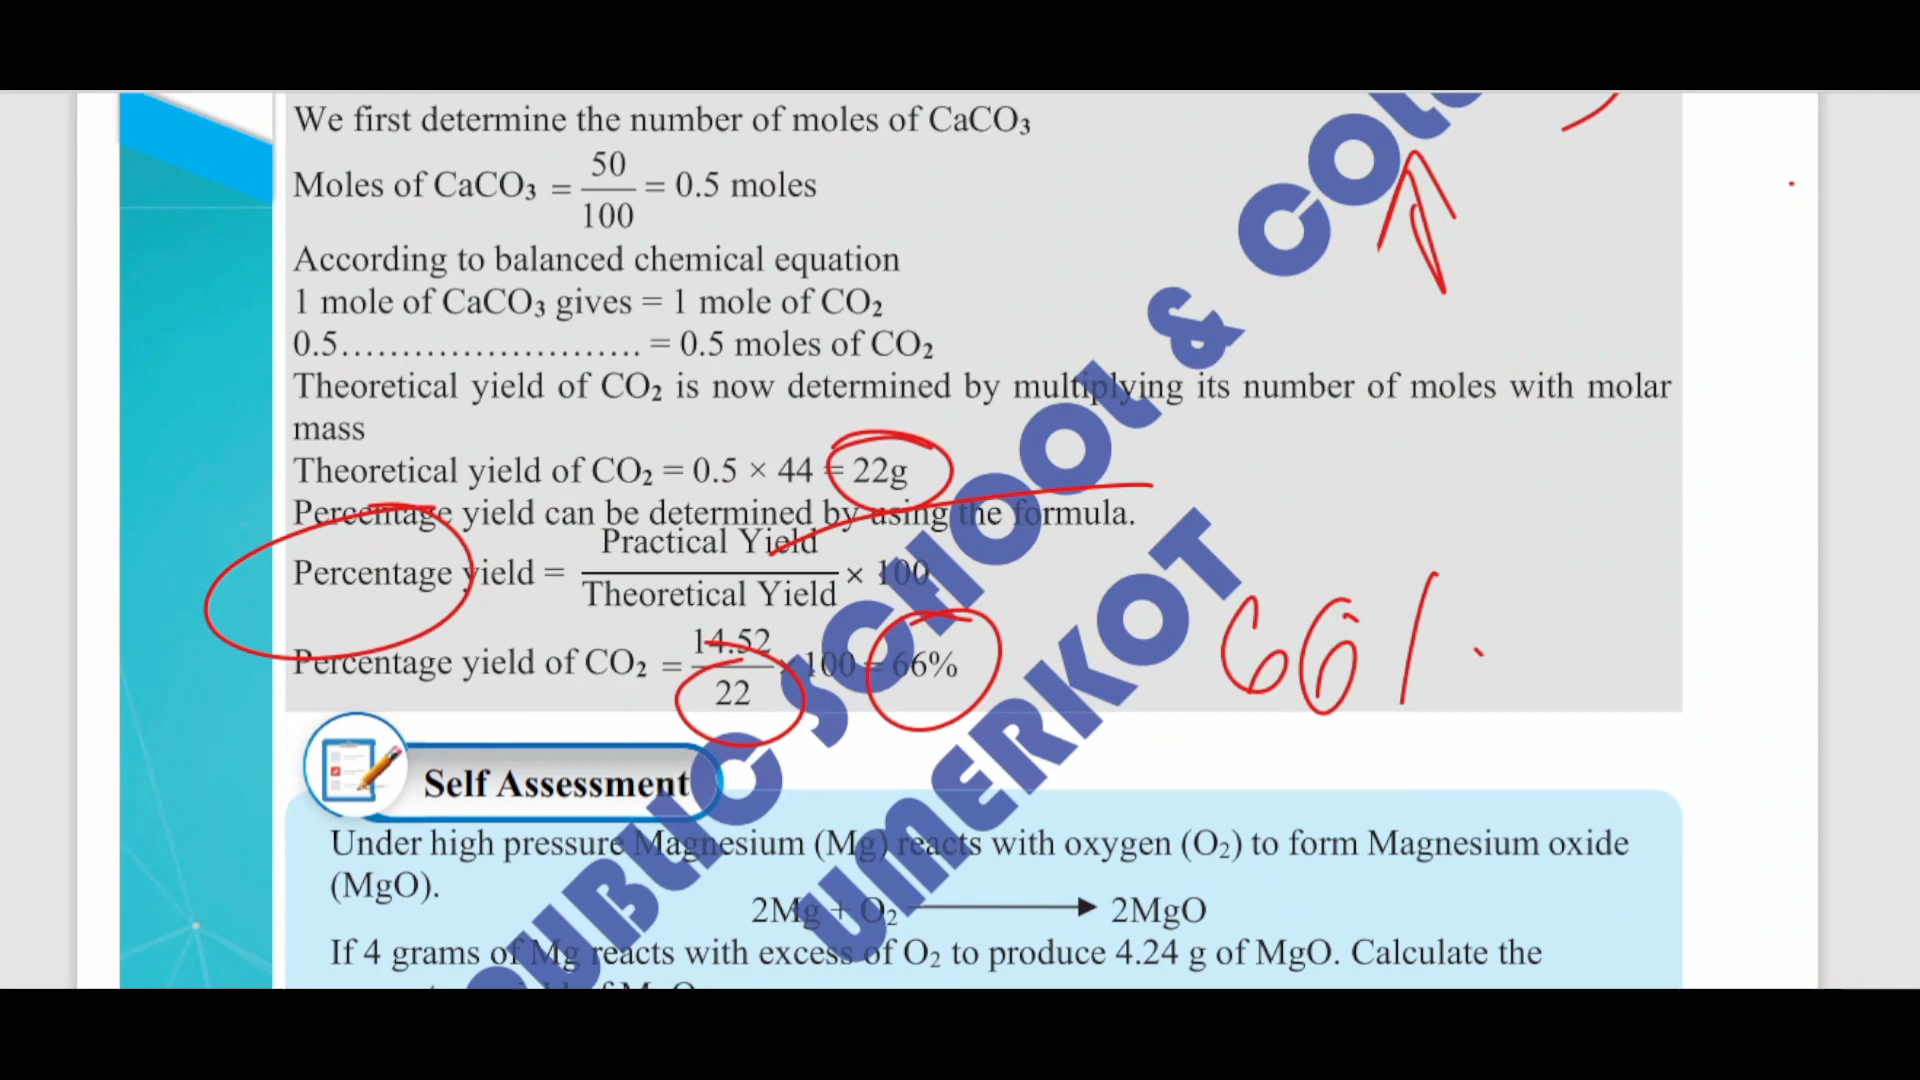 We first determine the number of moles of CaCO₃
Moles of CaCO₃ = 50/100 = 0.5 moles
According to balanced chemical equation
1 mole of CaCO₃ gives = 1 mole of CO₂
0.5......................... = 0.5 moles of CO₂
Theoretical yield of CO₂ is now determined by multiplying its number of moles with molar
mass
Theoretical yield of CO₂ = 0.5 × 44 = 22g
Percentage yield can be determined by using the formula.
Percentage yield = Practical Yield/Theoretical Yield × 100
Percentage yield of CO₂ = 14.52/22 × 100 = 66%
66%
Self Assessment
Under high pressure Magnesium (Mg) reacts with oxygen (O₂) to form Magnesium oxide
(MgO).
2Mg + O₂ ⟶ 2MgO
If 4 grams of Mg reacts with excess of O₂ to produce 4.24 g of MgO. Calculate the
PUBLIC SCHOOL &
UMERKOT